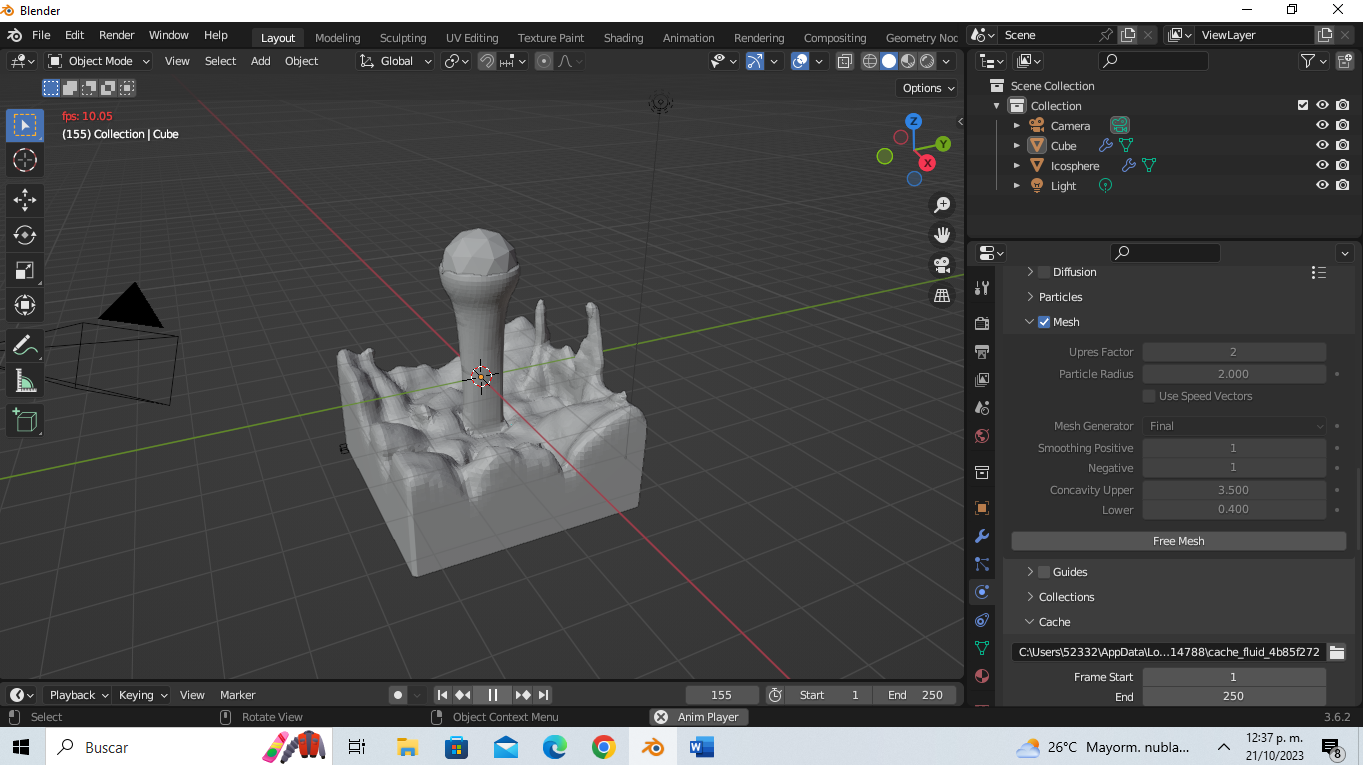 Blender
File Edit Render Window Help Layout Modeling Sculpting UV Editing Texture Paint Shading Animation Rendering Compositing Geometry Noc Scene ViewLayer
Object Mode View Select Add Object Global
Options
fps: 10.05
(155) Collection | Cube
Z
Y
X
Scene Collection
Collection
Camera
Cube
Icosphere
Light
Diffusion
Particles
Mesh
Upres Factor 2
Particle Radius 2.000
Use Speed Vectors
Mesh Generator Final
Smoothing Positive 1
Negative 1
Concavity Upper 3.500
Lower 0.400
Free Mesh
Guides
Collections
Cache
C:\Users\52332\AppData\Lo...14788\cache_fluid_4b85f272
Frame Start 1
End 250
Playback Keying View Marker 155 Start 1 End 250
Select Rotate View Object Context Menu Anim Player 3.6.2
Buscar 26°C Mayorm. nubla... 12:37 p. m.
21/10/2023 8